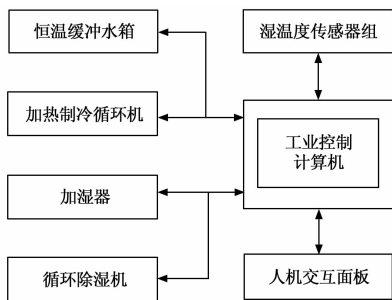 恒温缓冲水箱
湿温度传感器组
加热制冷循环机
工业控制
计算机
加湿器
循环除湿机
人机交互面板